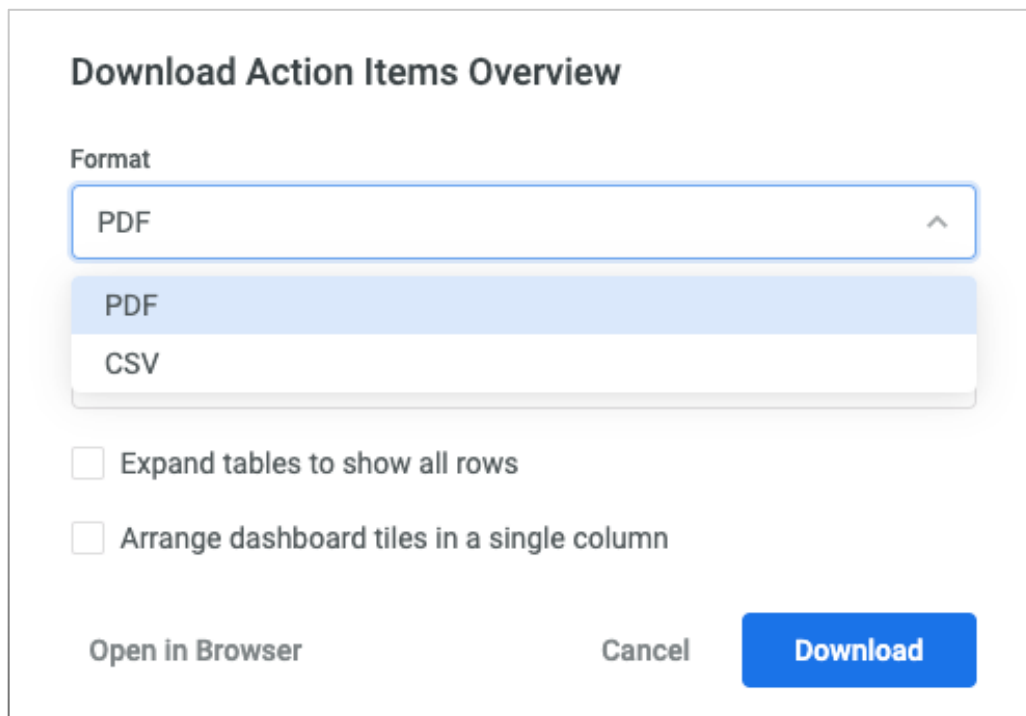 Download Action Items Overview
Format
PDF
PDF
CSV
Expand tables to show all rows
Arrange dashboard tiles in a single column
Open in Browser Cancel Download